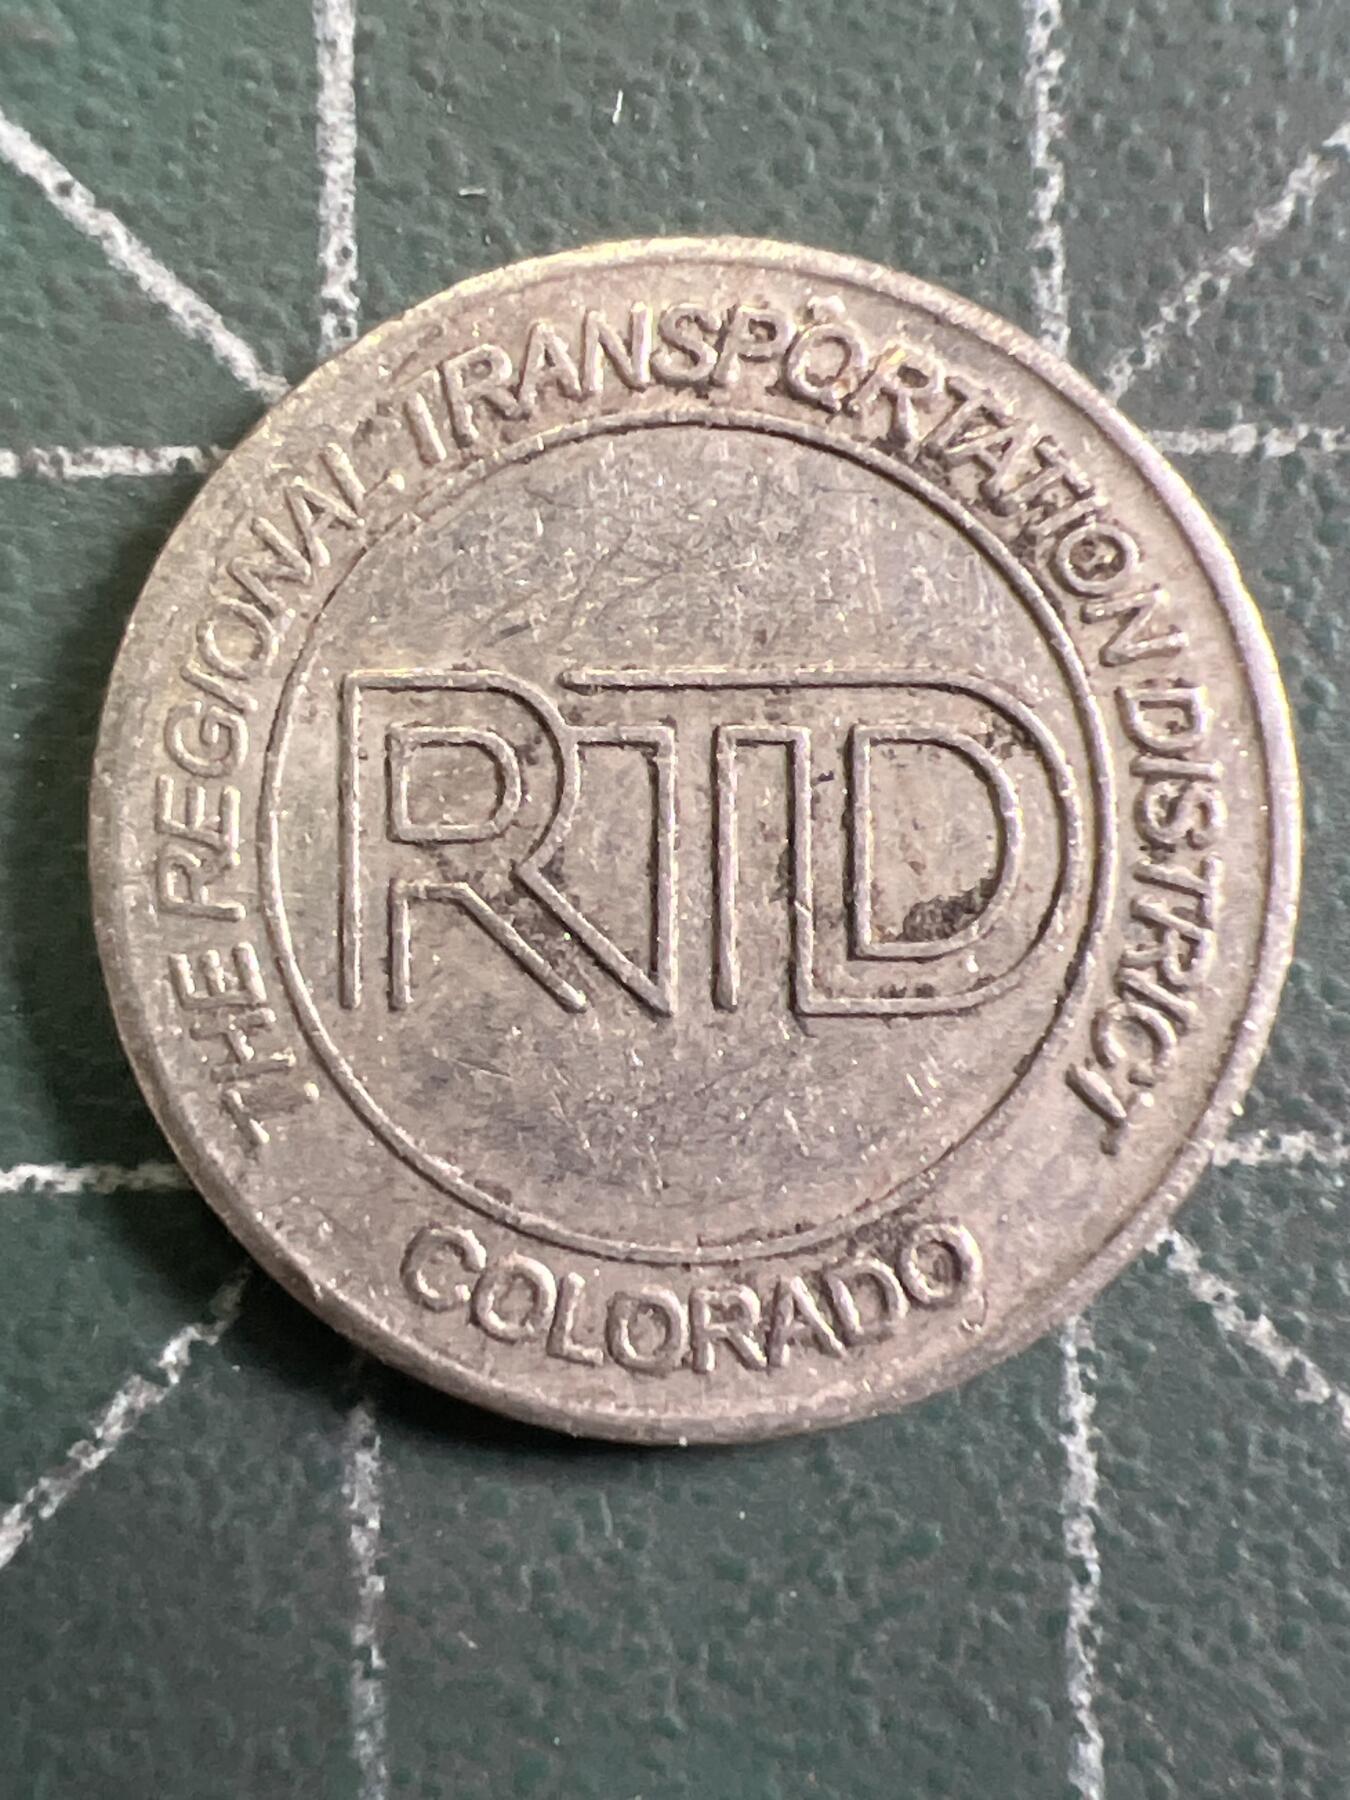 THE REGIONAL TRANSPORTATION DISTRICT
RTD
COLORADO